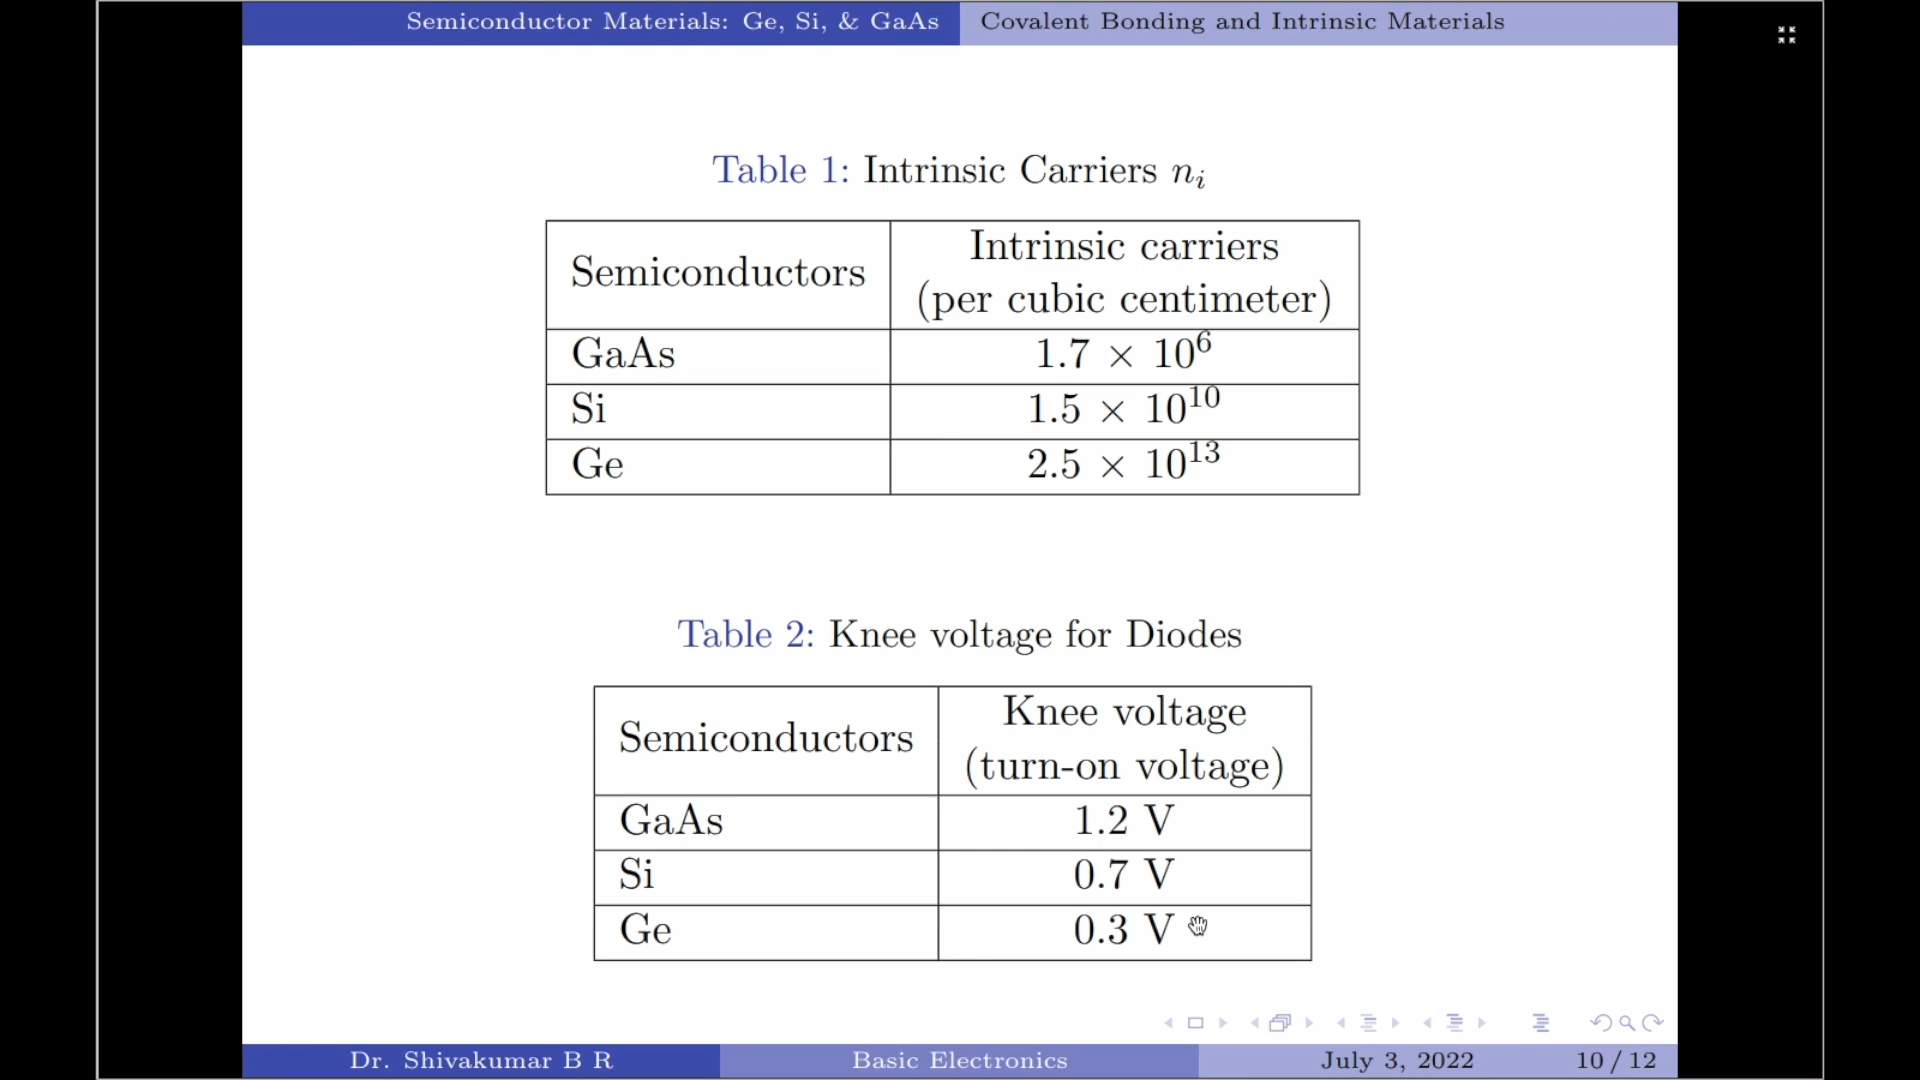 Semiconductor Materials: Ge, Si, & GaAs
Covalent Bonding and Intrinsic Materials
Table 1: Intrinsic Carriers nᵢ
Semiconductors
Intrinsic carriers
(per cubic centimeter)
GaAs 1.7 × 10⁶
Si 1.5 × 10¹⁰
Ge 2.5 × 10¹³
Table 2: Knee voltage for Diodes
Semiconductors
Knee voltage
(turn-on voltage)
GaAs 1.2 V
Si 0.7 V
Ge 0.3 V
Dr. Shivakumar B R Basic Electronics July 3, 2022 10 / 12